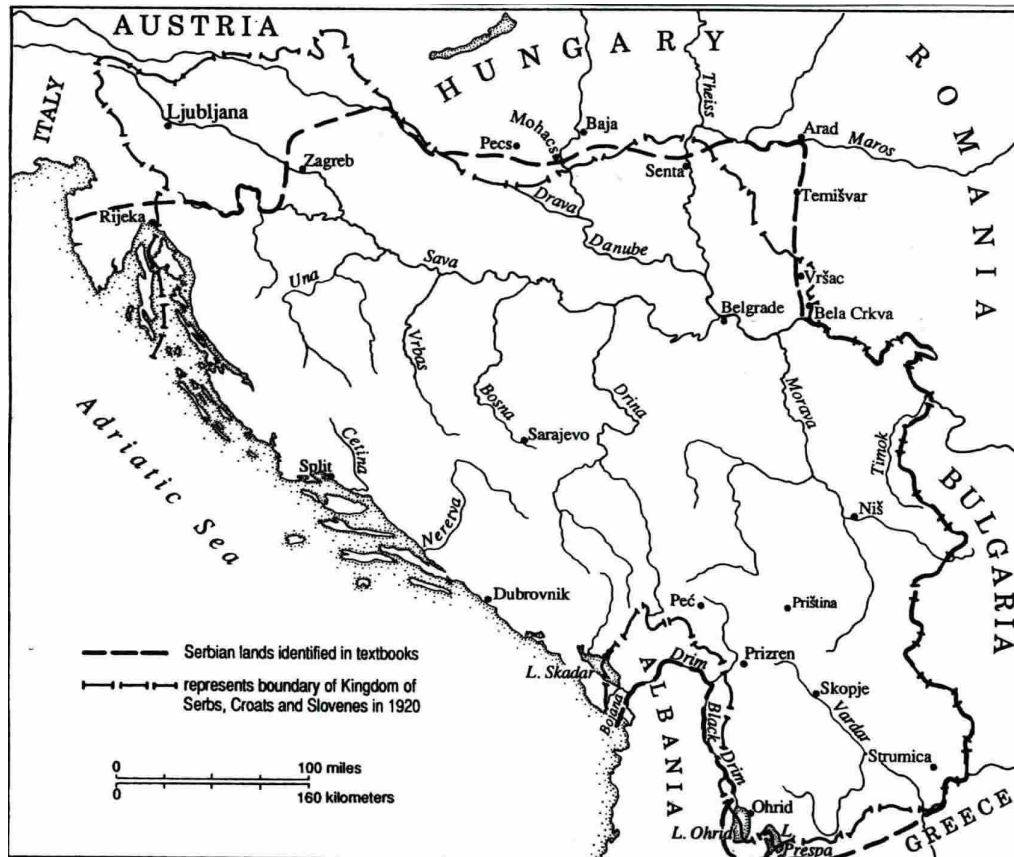 AUSTRIA
HUNGARY
ROMANIA
ITALY
Ljubljana
Zagreb
Rijeka
Pecs
Mohacs
Baja
Theiss
Senta
Arad
Maros
Temišvar
Vršac
Bela Crkva
Drava
Danube
Belgrade
Una
Sava
Vrbas
Bosna
Drina
Morava
Timok
Sarajevo
Adriatic Sea
Split
Cetina
Neretva
Niš
BULGARIA
Dubrovnik
Peć
Priština
Prizren
Drim
L. Skadar
Bojana
ALBANIA
Black Drim
Skopje
Vardar
Strumica
Ohrid
L. Ohrid
L.
Prespa
GREECE
Serbian lands identified in textbooks
represents boundary of Kingdom of
Serbs, Croats and Slovenes in 1920
0 100 miles
0 160 kilometers